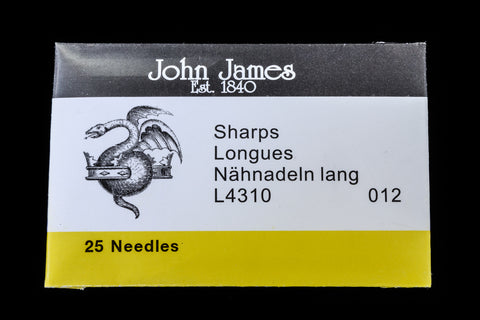 John James
Est. 1840
Sharps
Longues
Nähnadeln lang
L4310 012
25 Needles